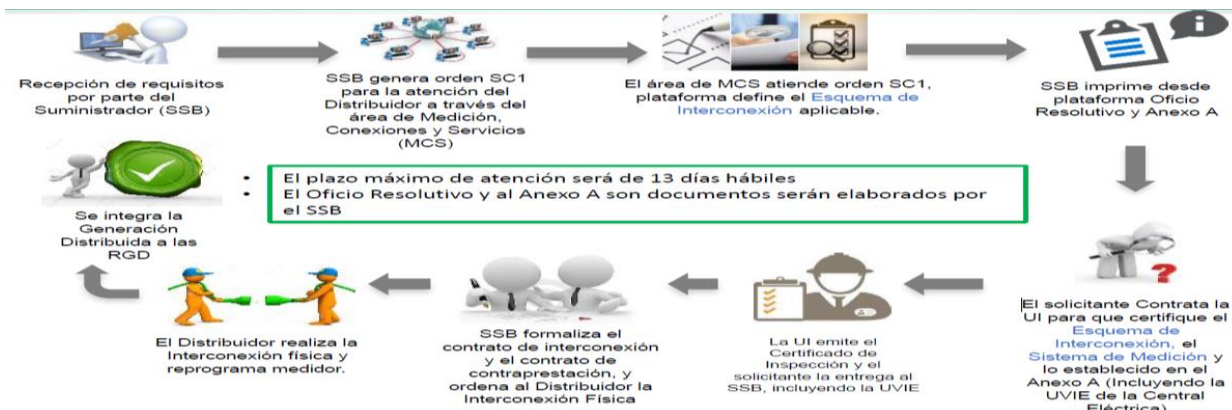 Recepción de requisitos
por parte del
Suministrador (SSB)
SSB genera orden SC1
para la atención del
Distribuidor a través del
área de Medición,
Conexiones y Servicios
(MCS)
El área de MCS atiende orden SC1,
plataforma define el Esquema de
Interconexión aplicable.
i
SSB imprime desde
plataforma Oficio
Resolutivo y Anexo A
• El plazo máximo de atención será de 13 días hábiles
• El Oficio Resolutivo y al Anexo A son documentos serán elaborados por
el SSB
?
El solicitante Contrata la
UI para que certifique el
Esquema de
Interconexión, el
Sistema de Medición y
lo establecido en el
Anexo A (Incluyendo la
UVIE de la Central
Eléctrica)
La UI emite el
Certificado de
Inspección y el
solicitante la entrega al
SSB, incluyendo la UVIE
SSB formaliza el
contrato de interconexión
y el contrato de
contraprestación, y
ordena al Distribuidor la
Interconexión Física
El Distribuidor realiza la
Interconexión física y
reprograma medidor.
Se integra la
Generación
Distribuida a las
RGD